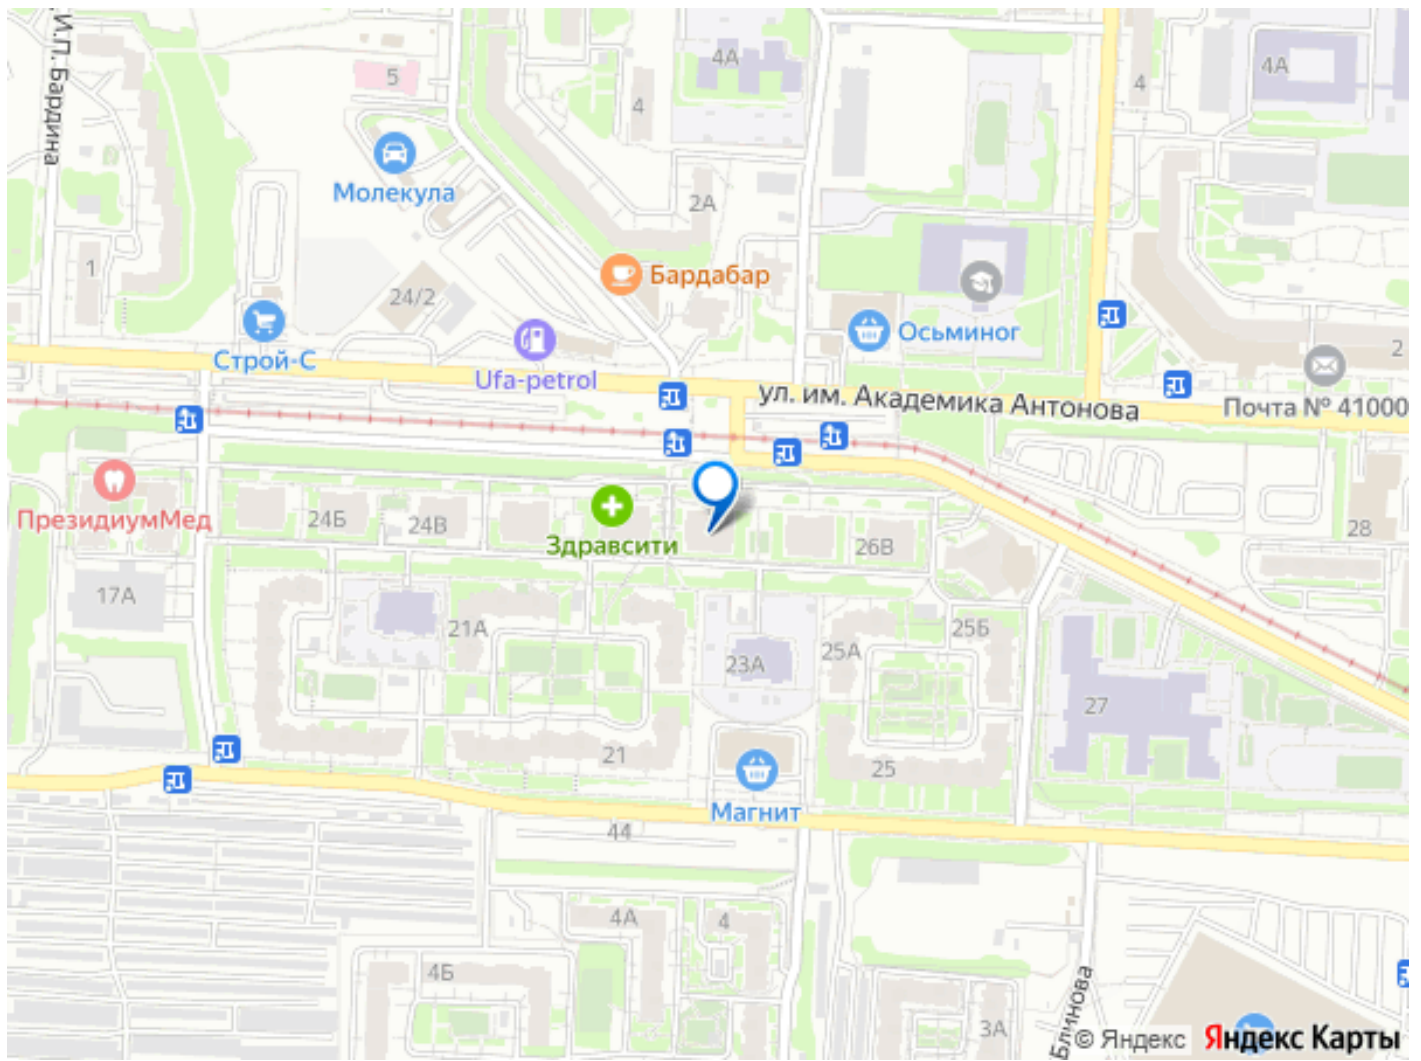 4А
4А
5
4
4
И.П. Бардина
Молекула
2А
1
Бардабар
24/2
Строй-С
Осьминог
2
Ufa-petrol
ул. им. Академика Антонова
Почта № 41000
ПрезидиумМед
24Б
24В
Здравсити
26В
28
17А
21А
25Б
25А
23А
27
21
25
Магнит
44
4А
4
4Б
3А
Блинова
© Яндекс Яндекс Карты